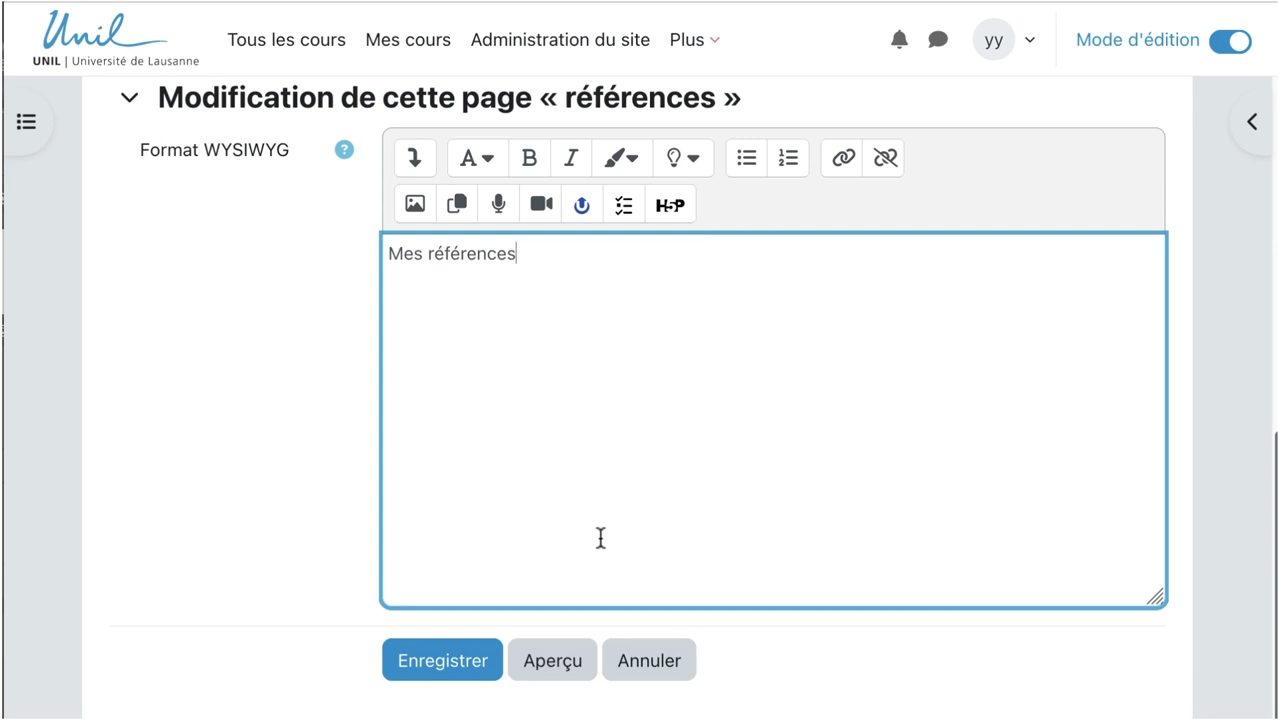 Unil
UNIL | Université de Lausanne
Tous les cours
Mes cours
Administration du site
Plus
yy
Mode d'édition
Modification de cette page « références »
Format WYSIWYG
?
A
B
I
H5P
Mes références
Enregistrer
Aperçu
Annuler